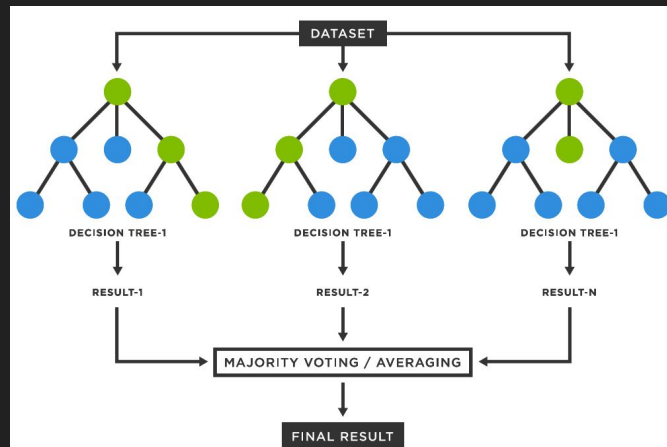 DATASET
DECISION TREE-1
DECISION TREE-1
DECISION TREE-1
RESULT-1
RESULT-2
RESULT-N
MAJORITY VOTING / AVERAGING
FINAL RESULT